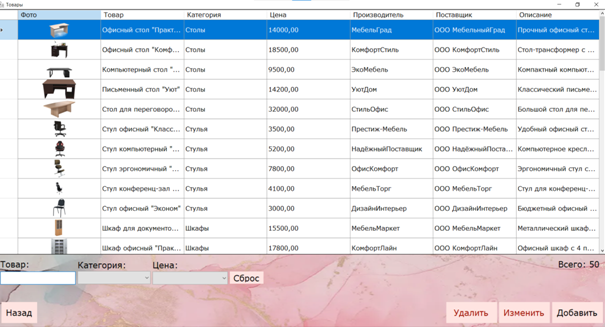 Товары
Фото Товар Категория Цена Производитель Поставщик Описание
Офисный стол "Практ... Столы 14000,00 МебельГрад ООО МебельныйГрад Прочный офисный ст...
Офисный стол "Комф... Столы 18500,00 КомфортСтиль ООО КомфортСтиль Стол-трансформер с ...
Компьютерный стол "... Столы 9500,00 ЭкоМебель ООО ЭкоМебель Компактный компьют...
Письменный стол "Уют" Столы 14200,00 УютДом ООО УютДом Классический письме...
Стол для переговоро... Столы 32000,00 СтильОфис ООО СтильОфис Большой стол для пе...
Стул офисный "Класс... Стулья 3500,00 Престиж-Мебель ООО Престиж-Мебель Удобный офисный ст...
Стул компьютерный "... Стулья 5200,00 НадёжныйПоставщик ООО НадёжныйПоста... Компьютерное кресл...
Стул эргономичный "... Стулья 7800,00 ОфисКомфорт ООО ОфисКомфорт Эргономичный стул с...
Стул конференц-зал ... Стулья 4100,00 МебельТорг ООО МебельТорг Стул для конференц-...
Стул офисный "Эконом" Стулья 3000,00 ДизайнИнтерьер ООО ДизайнИнтерьер Бюджетный офисный ...
Шкаф для документо... Шкафы 15500,00 МебельМаркет ООО МебельМаркет Металлический шкаф...
Шкаф офисный "Прак... Шкафы 17800,00 КомфортЛайн ООО КомфортЛайн Офисный шкаф с 4 п...
Товар: Категория: Цена: Всего: 50
Сброс
Назад Удалить Изменить Добавить